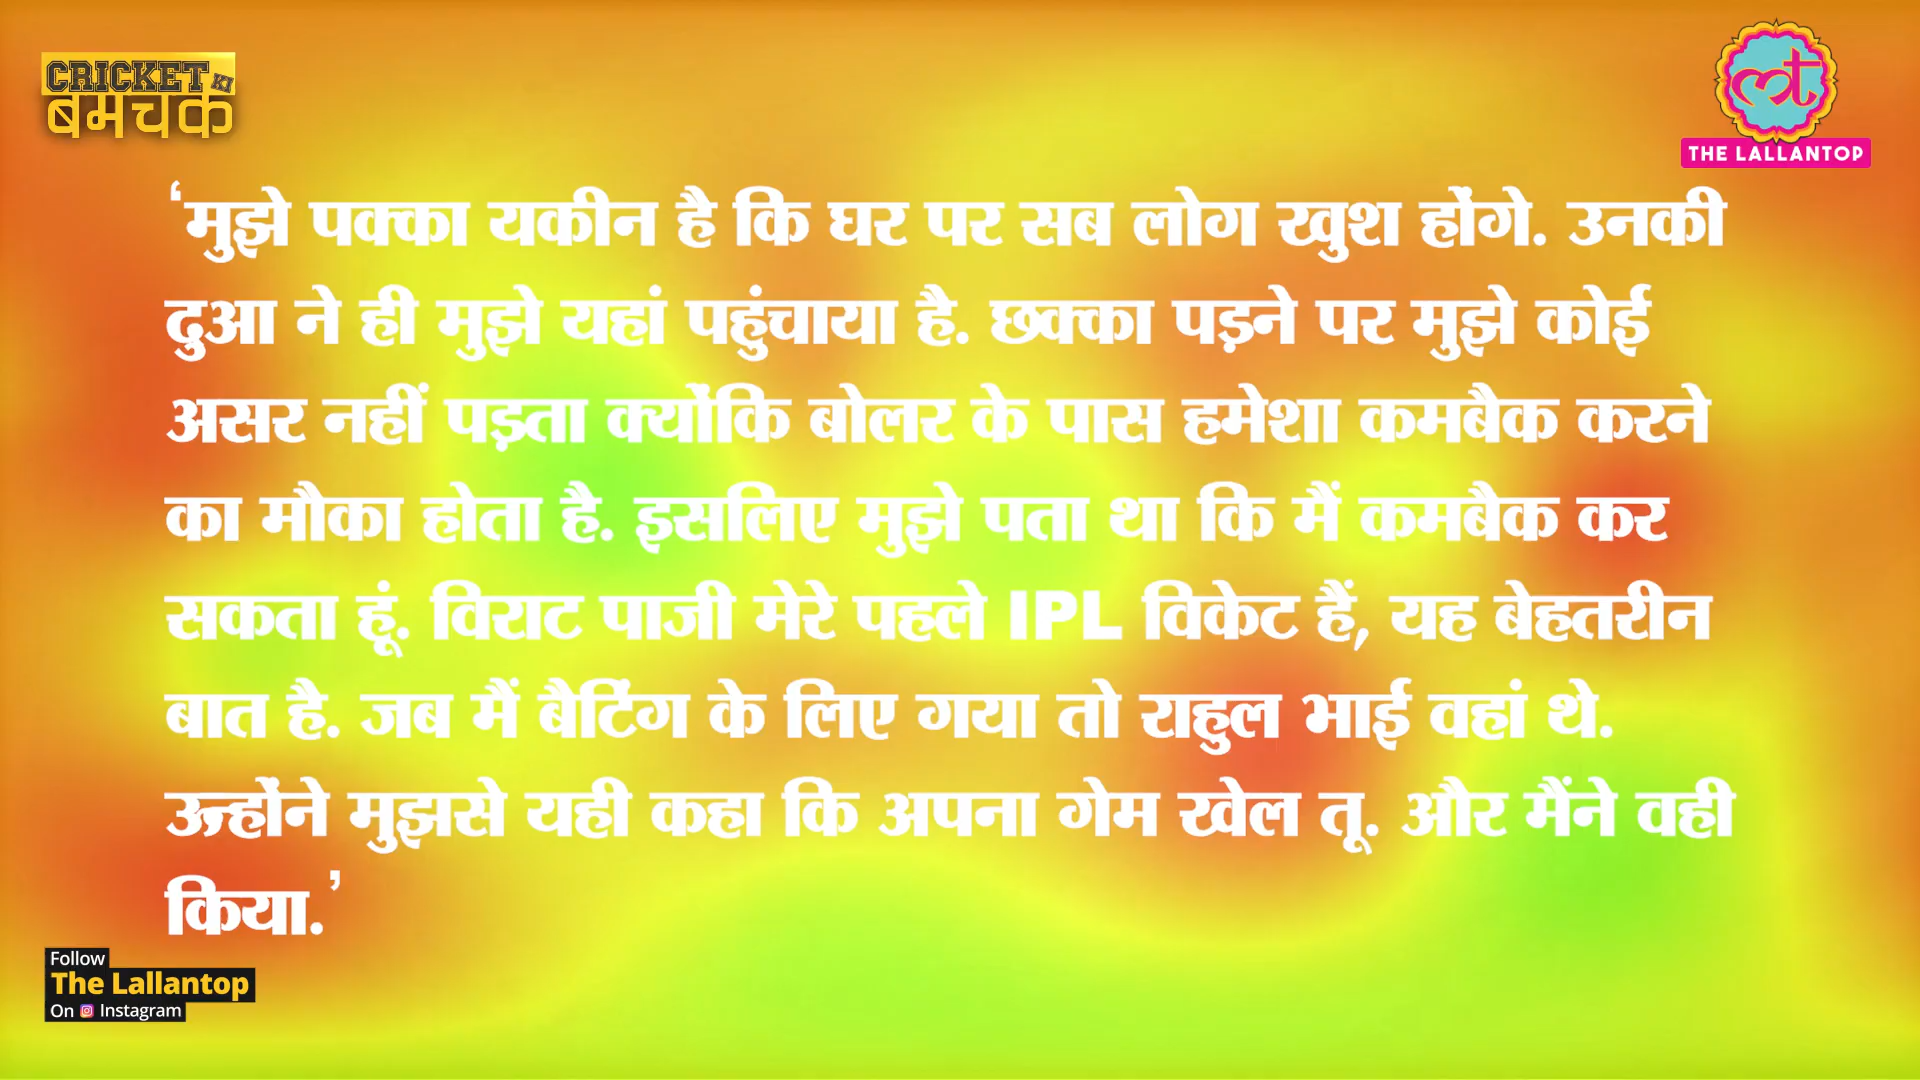 CRICKET KI
बमचक
THE LALLANTOP
‘मुझे पक्का यकीन है कि घर पर सब लोग खुश होंगे. उनकी
दुआ ने ही मुझे यहां पहुंचाया है. छक्का पड़ने पर मुझे कोई
असर नहीं पड़ता क्योंकि बोलर के पास हमेशा कमबैक करने
का मौका होता है. इसलिए मुझे पता था कि मैं कमबैक कर
सकता हूं. विराट पाजी मेरे पहले IPL विकेट हैं, यह बेहतरीन
बात है. जब मैं बैटिंग के लिए गया तो राहुल भाई वहां थे.
उन्होंने मुझसे यही कहा कि अपना गेम खेल तू. और मैंने वही
किया.’
Follow
The Lallantop
On Instagram